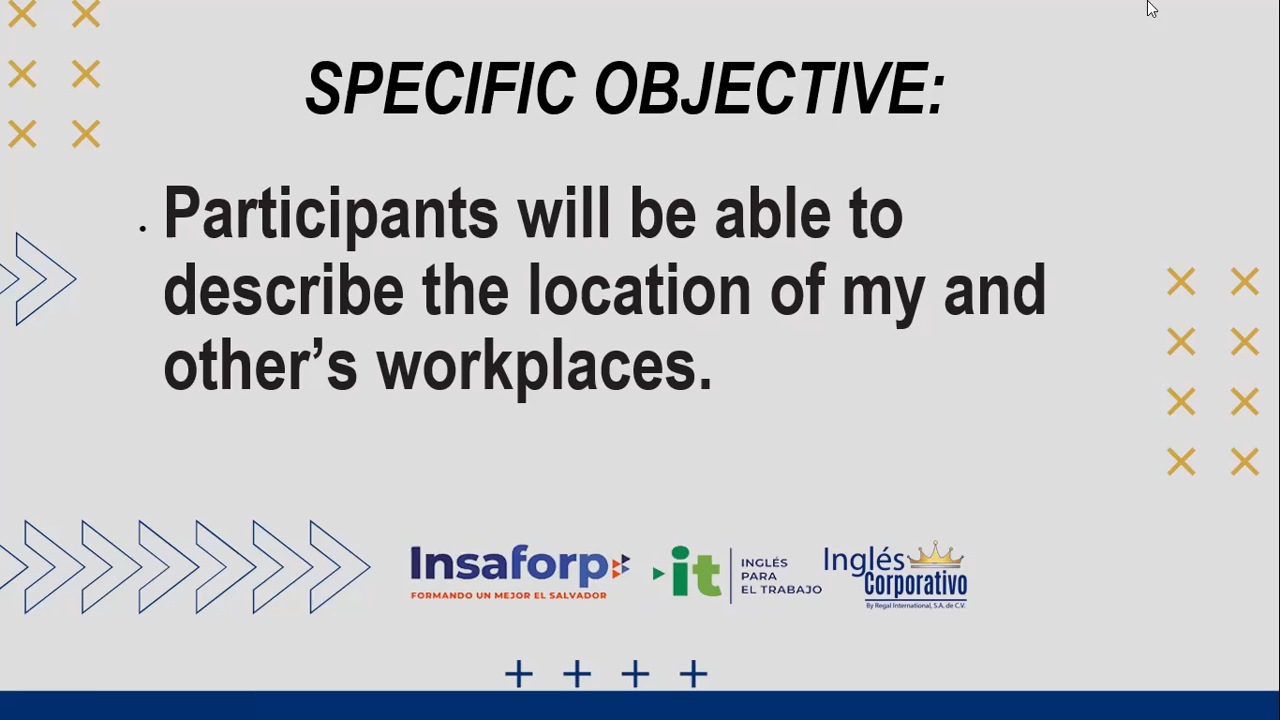 SPECIFIC OBJECTIVE:
• Participants will be able to
describe the location of my and
other’s workplaces.
Insaforp
FORMANDO UN MEJOR EL SALVADOR
it
INGLÉS
PARA
EL TRABAJO
Inglés
Corporativo
By Regal International, S.A. de C.V.